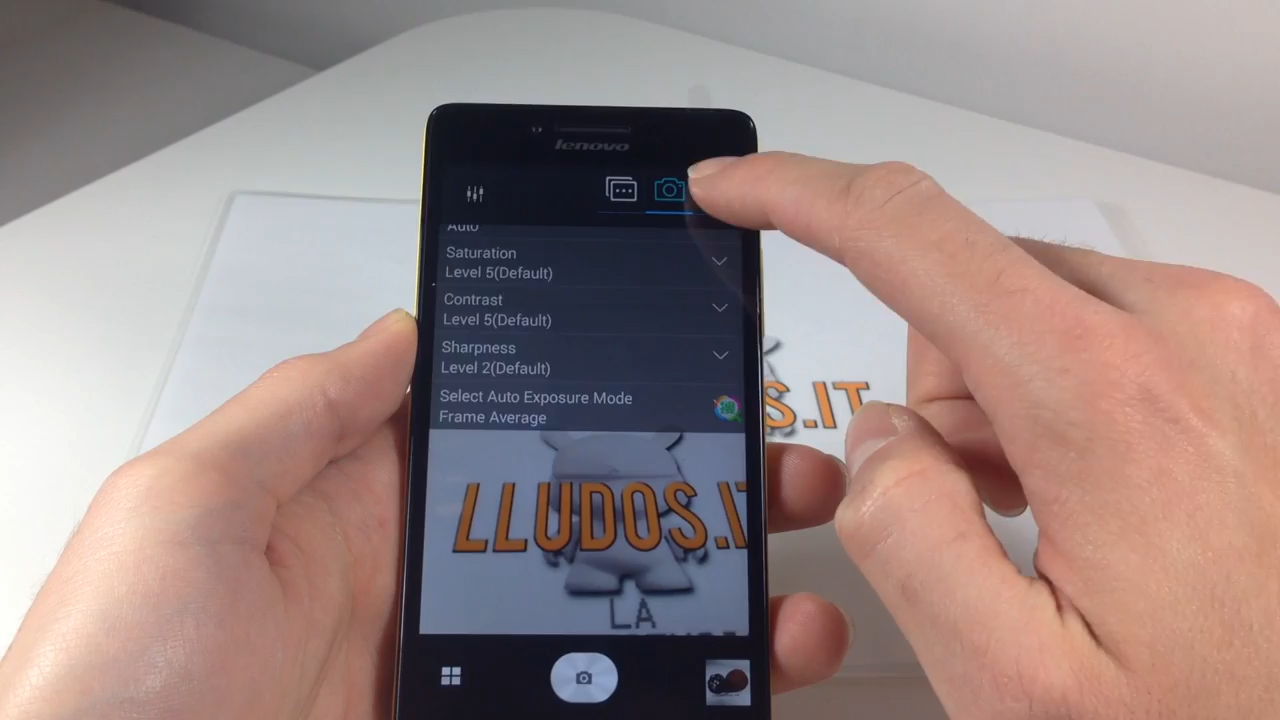 lenovo
Auto
Saturation
Level 5(Default)
Contrast
Level 5(Default)
Sharpness
Level 2(Default)
Select Auto Exposure Mode
Frame Average
S.IT
LLUDOS.I
LA